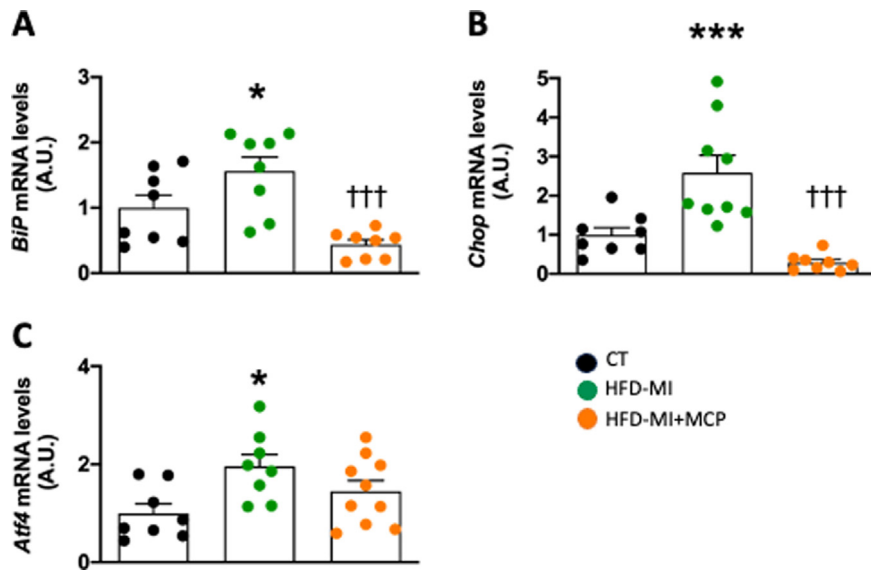 A
BiP mRNA levels
(A.U.)
3
2
1
0
*
†††
B
Chop mRNA levels
(A.U.)
5
4
3
2
1
0
***
†††
C
Atf4 mRNA levels
(A.U.)
4
2
0
*
CT
HFD-MI
HFD-MI+MCP